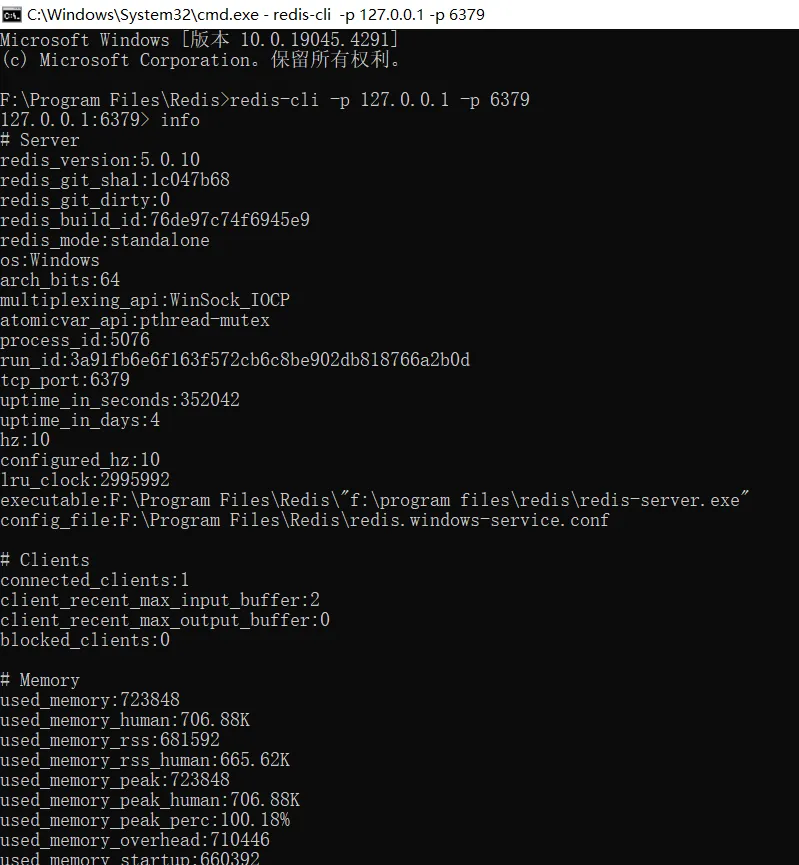 C:\Windows\System32\cmd.exe - redis-cli  -p 127.0.0.1 -p 6379
Microsoft Windows [版本 10.0.19045.4291]
(c) Microsoft Corporation。保留所有权利。
F:\Program Files\Redis>redis-cli -p 127.0.0.1 -p 6379
127.0.0.1:6379> info
# Server
redis_version:5.0.10
redis_git_sha1:1c047b68
redis_git_dirty:0
redis_build_id:76de97c74f6945e9
redis_mode:standalone
os:Windows
arch_bits:64
multiplexing_api:WinSock_IOCP
atomicvar_api:pthread-mutex
process_id:5076
run_id:3a91fb6e6f163f572cb6c8be902db818766a2b0d
tcp_port:6379
uptime_in_seconds:352042
uptime_in_days:4
hz:10
configured_hz:10
lru_clock:2995992
executable:F:\Program Files\Redis\"f:\program files\redis\redis-server.exe"
config_file:F:\Program Files\Redis\redis.windows-service.conf
# Clients
connected_clients:1
client_recent_max_input_buffer:2
client_recent_max_output_buffer:0
blocked_clients:0
# Memory
used_memory:723848
used_memory_human:706.88K
used_memory_rss:681592
used_memory_rss_human:665.62K
used_memory_peak:723848
used_memory_peak_human:706.88K
used_memory_peak_perc:100.18%
used_memory_overhead:710446
used_memory_startup:660392